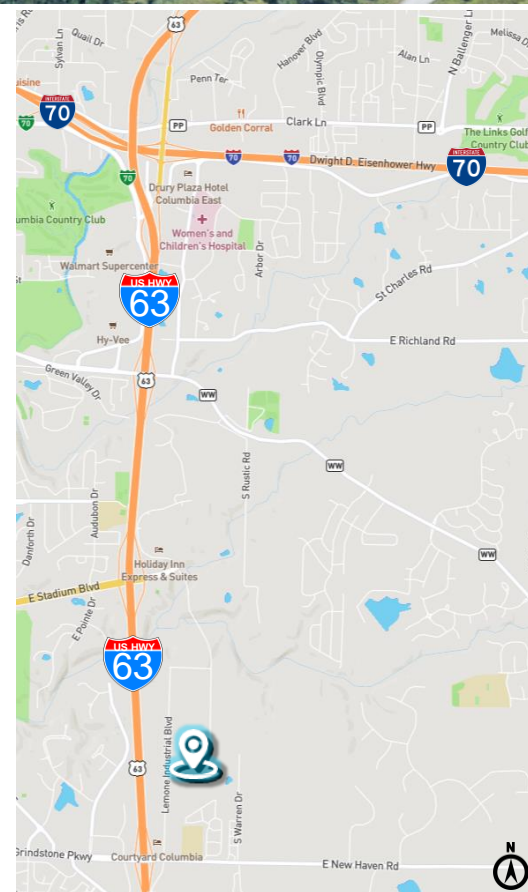 63
Quail Dr
Sylvan Ln
Hanover Blvd
Olympic Blvd
Alan Ln
N Ballenger Ln
Melissa D
Penn Ter
uisine
INTERSTATE
70
70
PP
Golden Corral
Clark Ln
PP
The Links Golf
Country Club
70
70
Dwight D. Eisenhower Hwy
INTERSTATE
70
70
Drury Plaza Hotel
Columbia East
umbia Country Club
Women's and
Children's Hospital
Arbor Dr
Walmart Supercenter
St Charles Rd
US HWY
63
Hy-Vee
E Richland Rd
Green Valley Dr
63
WW
S Rustic Rd
WW
Audubon Dr
Danforth Dr
WW
Holiday Inn
Express & Suites
E Stadium Blvd
E Pointe Dr
US HWY
63
Lemone Industrial Blvd
63
S Warren Dr
Grindstone Pkwy
Courtyard Columbia
E New Haven Rd
N